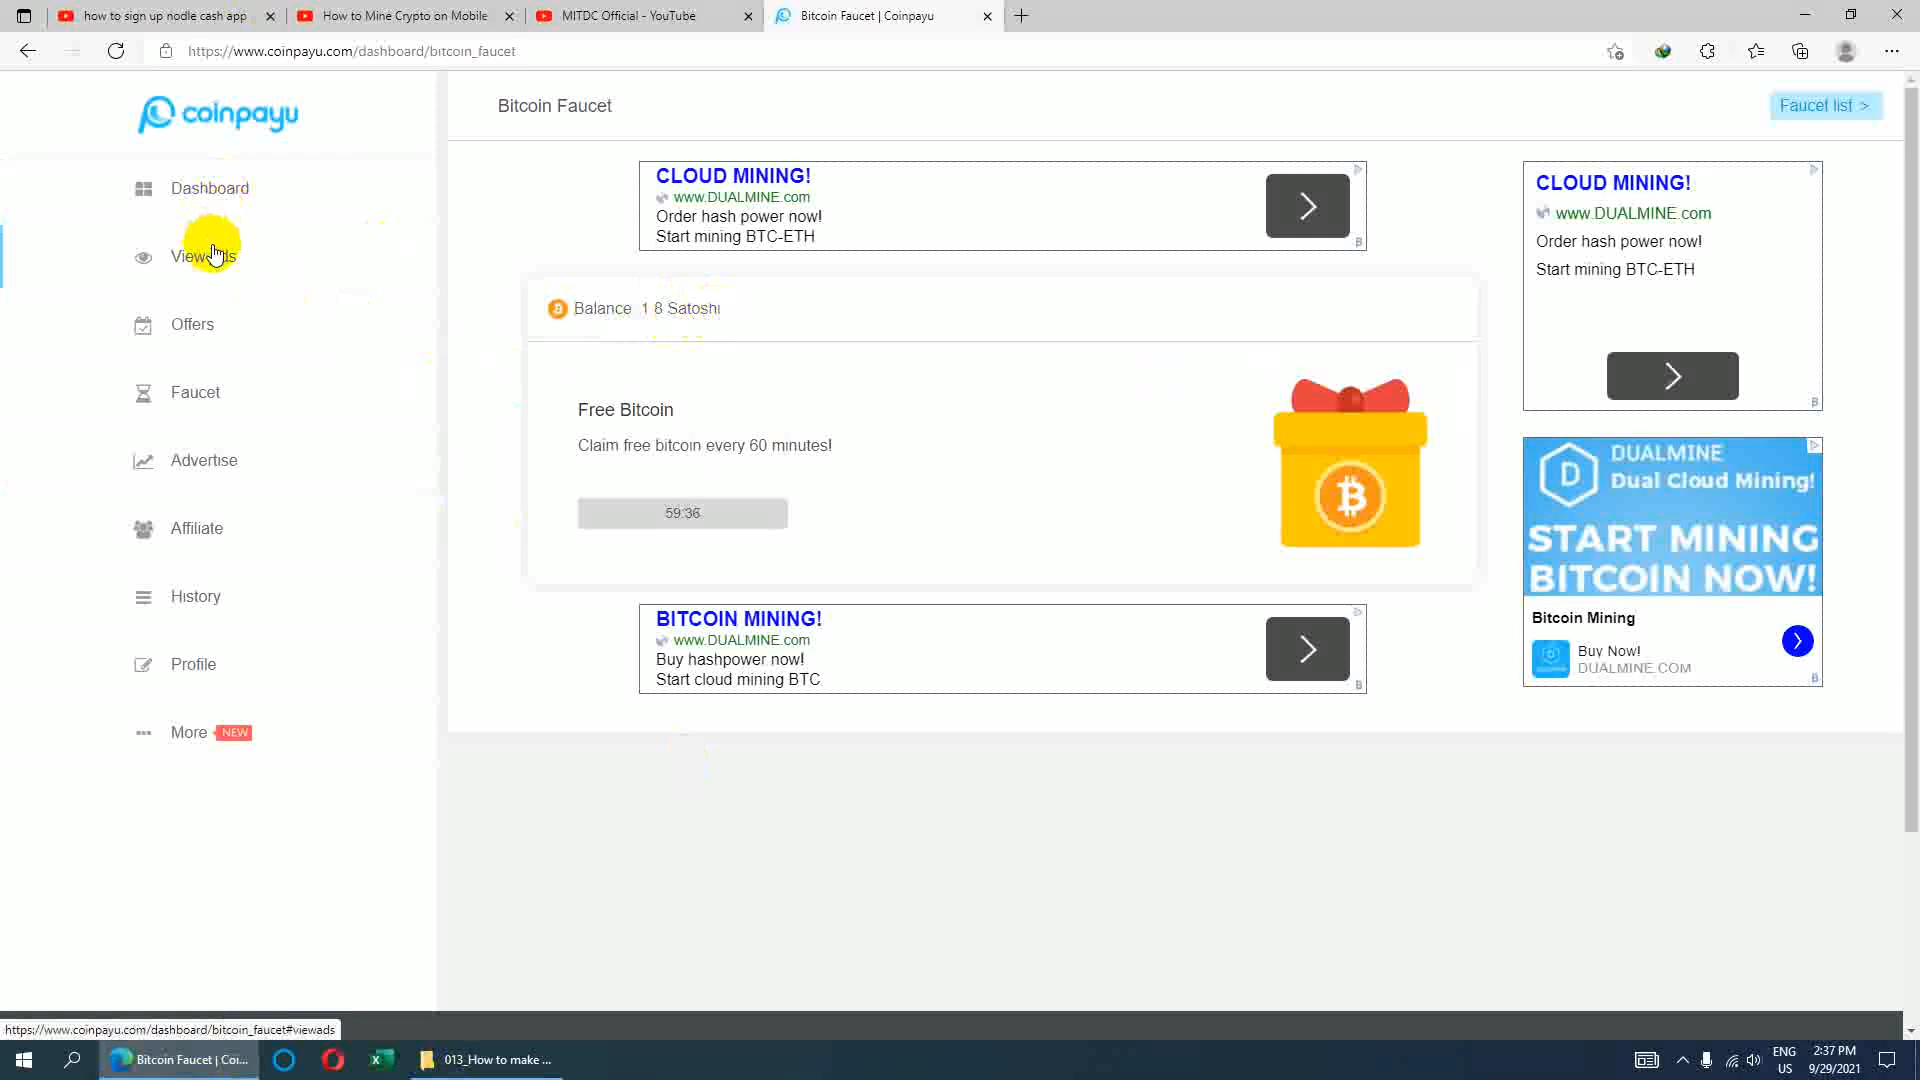 how to sign up nodle cash app
How to Mine Crypto on Mobile
MITDC Official - YouTube
Bitcoin Faucet | Coinpayu
https://www.coinpayu.com/dashboard/bitcoin_faucet
coinpayu
Bitcoin Faucet
Faucet list >
Dashboard
View ads
Offers
Faucet
Advertise
Affiliate
History
Profile
More NEW
CLOUD MINING!
www.DUALMINE.com
Order hash power now!
Start mining BTC-ETH
Balance 1 8 Satoshi
Free Bitcoin
Claim free bitcoin every 60 minutes!
59:36
BITCOIN MINING!
www.DUALMINE.com
Buy hashpower now!
Start cloud mining BTC
CLOUD MINING!
www.DUALMINE.com
Order hash power now!
Start mining BTC-ETH
DUALMINE
Dual Cloud Mining!
START MINING
BITCOIN NOW!
Bitcoin Mining
Buy Now!
DUALMINE.COM
https://www.coinpayu.com/dashboard/bitcoin_faucet#viewads
Bitcoin Faucet | Coi...
013_How to make ...
ENG
US
2:37 PM
9/29/2021